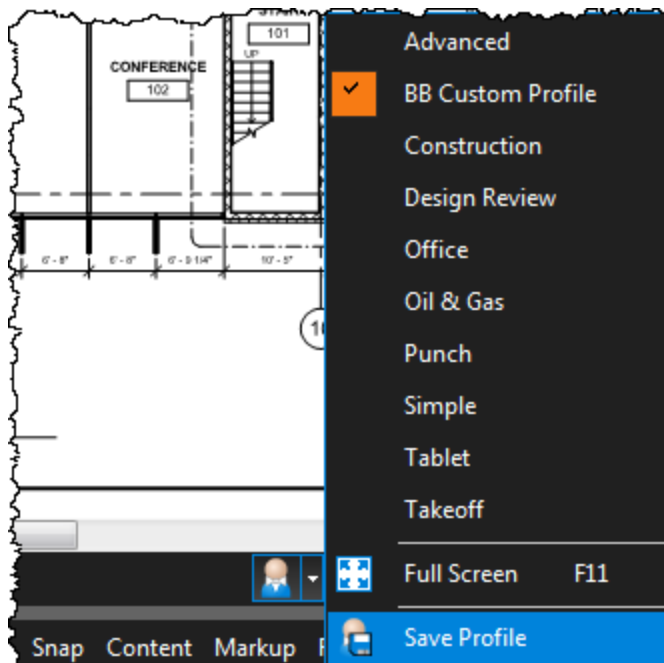 101
UP
CONFERENCE
102
6' - 8"
6' - 8"
6' - 9 1/4"
10' - 5"
Advanced
BB Custom Profile
Construction
Design Review
Office
Oil & Gas
Punch
Simple
Tablet
Takeoff
Full Screen F11
Save Profile
Snap Content Markup